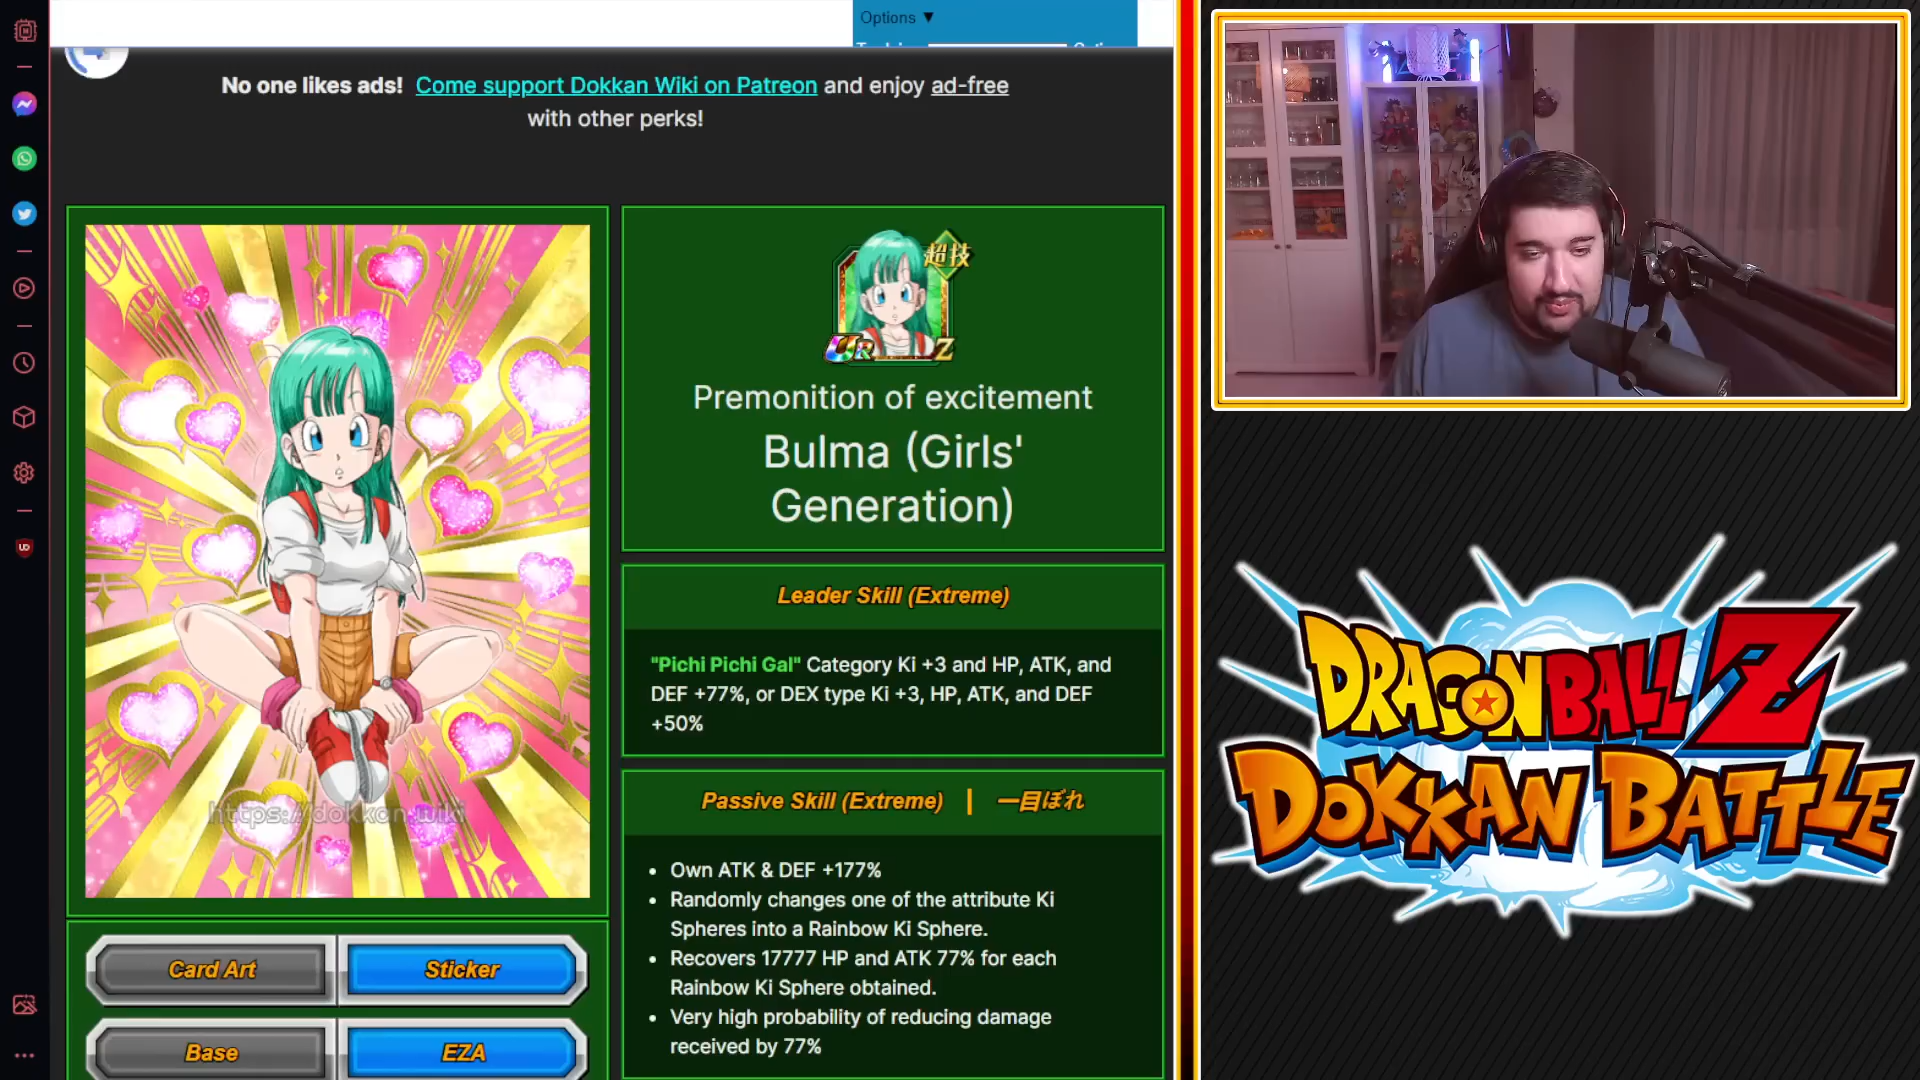 Options ▼
No one likes ads! Come support Dokkan Wiki on Patreon and enjoy ad-free
with other perks!
超技
UR
Z
Premonition of excitement
Bulma (Girls'
Generation)
Leader Skill (Extreme)
"Pichi Pichi Gal" Category Ki +3 and HP, ATK, and
DEF +77%, or DEX type Ki +3, HP, ATK, and DEF
+50%
Passive Skill (Extreme) | 一目ぼれ
Own ATK & DEF +177%
Randomly changes one of the attribute Ki
Spheres into a Rainbow Ki Sphere.
Recovers 17777 HP and ATK 77% for each
Rainbow Ki Sphere obtained.
Very high probability of reducing damage
received by 77%
https://dokkan.wiki
Card Art
Sticker
Base
EZA
DRAGON BALL Z
DOKKAN BATTLE